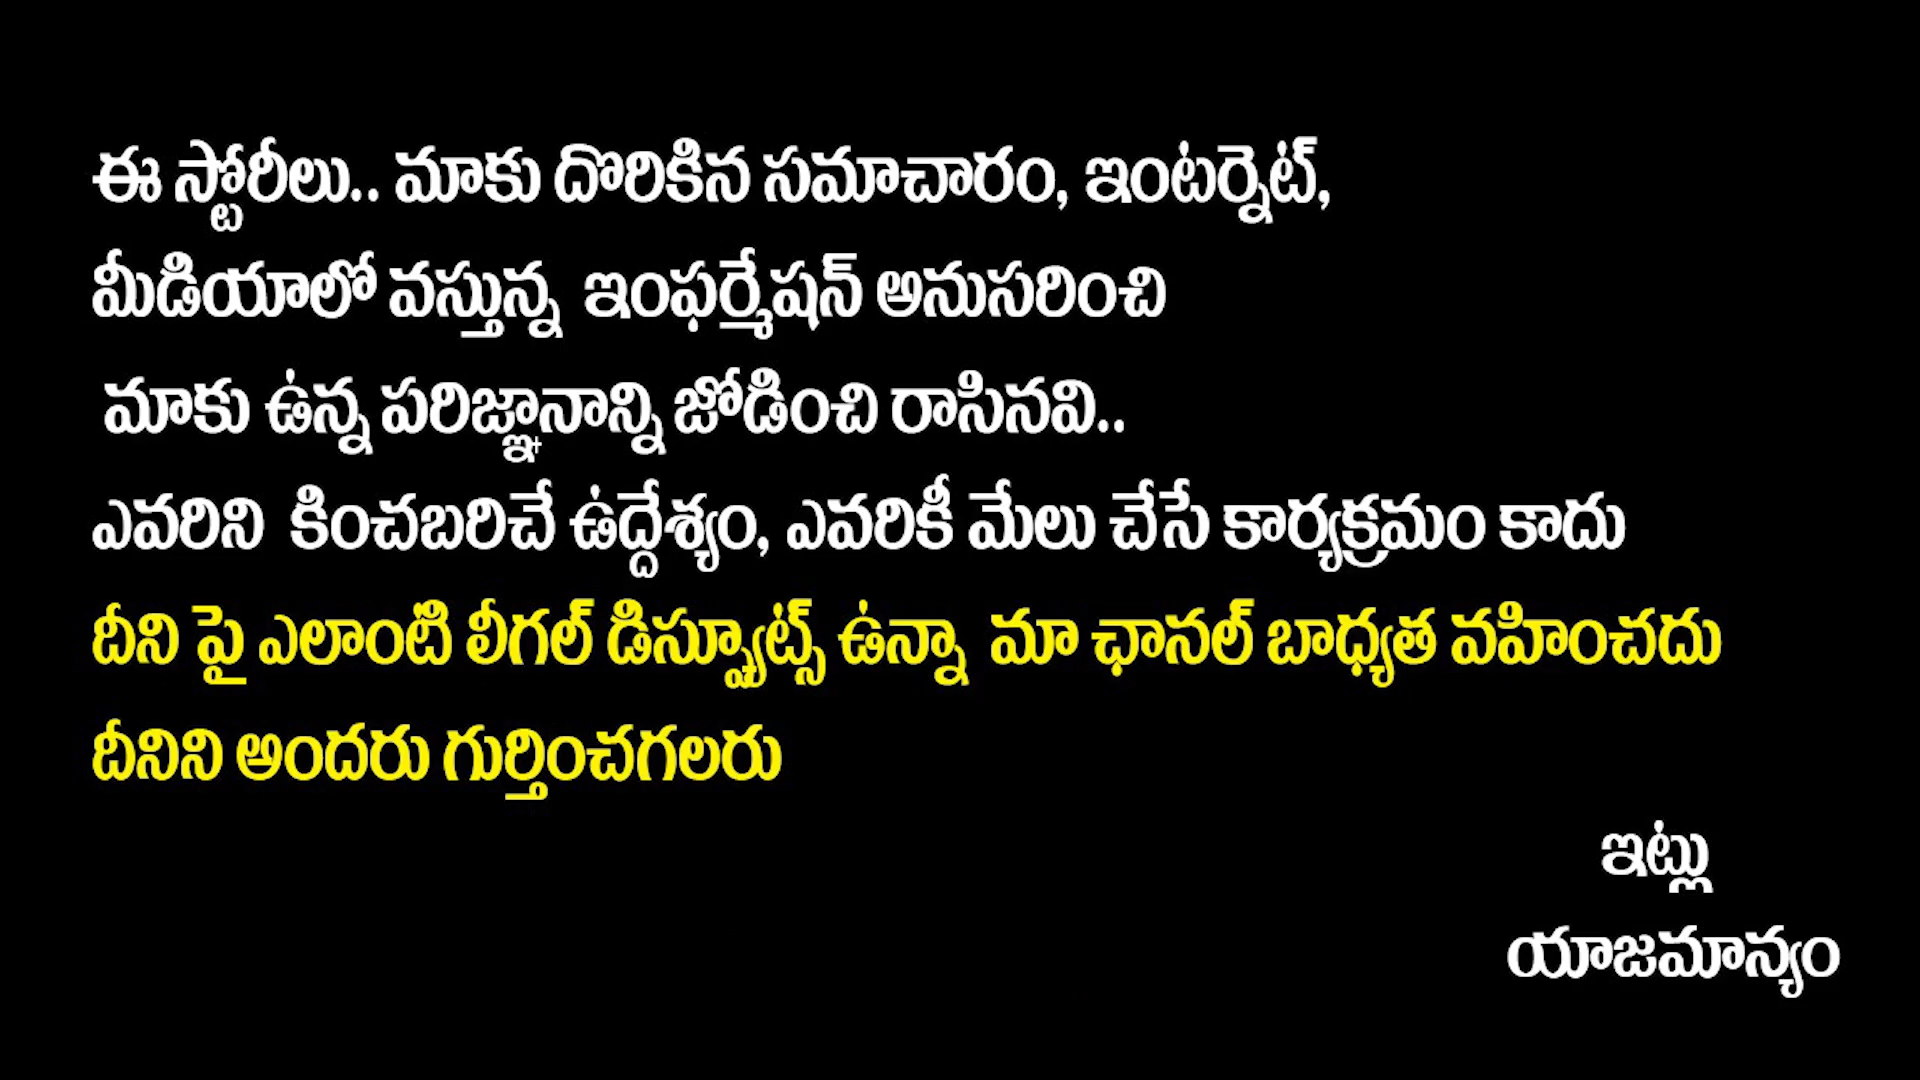 ఈ స్టోరీలు.. మాకు దొరికిన సమాచారం, ఇంటర్నెట్,
మీడియాలో వస్తున్న ఇంఫర్మేషన్ అనుసరించి
మాకు ఉన్న పరిజ్ఞానాన్ని జోడించి రాసినవి..
ఎవరిని కించబరిచే ఉద్దేశ్యం, ఎవరికీ మేలు చేసే కార్యక్రమం కాదు
దీని పై ఎలాంటి లీగల్ డిస్ప్యూట్స్ ఉన్నా మా ఛానల్ బాధ్యత వహించదు
దీనిని అందరు గుర్తించగలరు
ఇట్లు
యాజమాన్యం